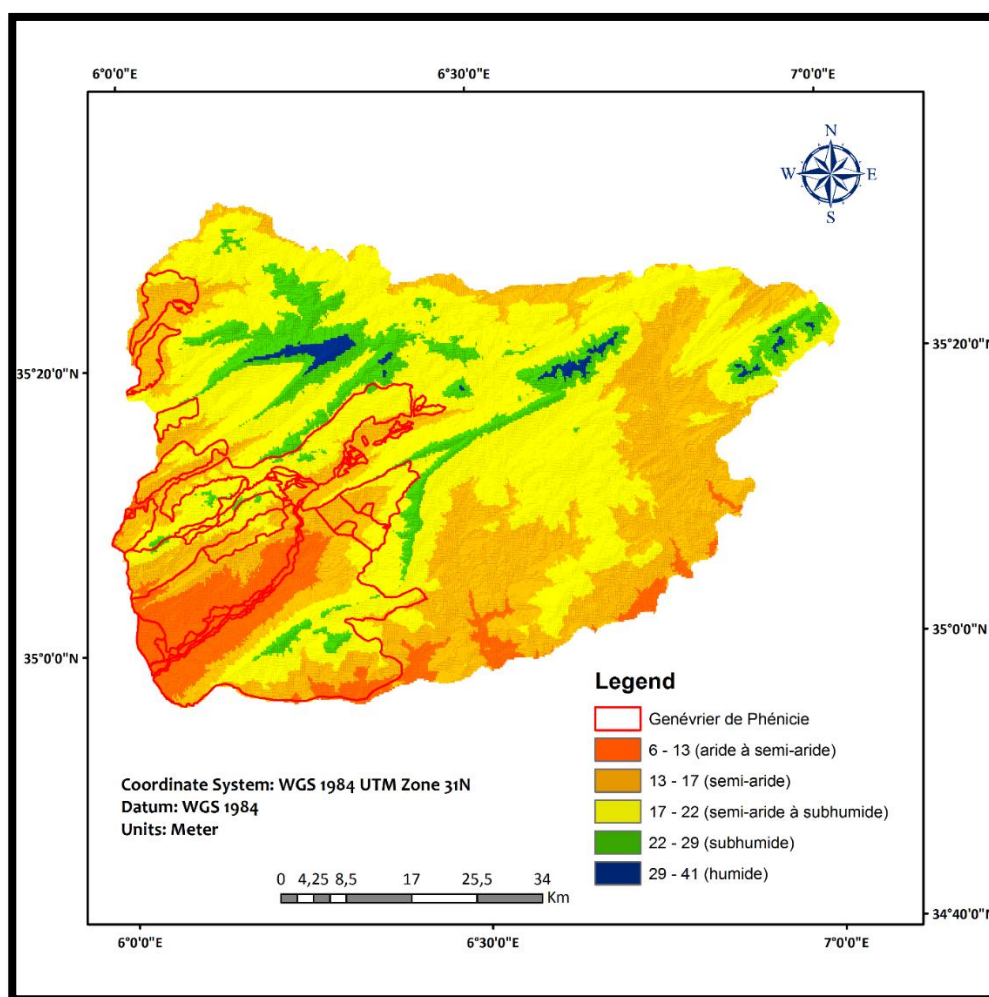 6°0'0"E 6°30'0"E 7°0'0"E
N
W E
S
35°20'0"N
35°20'0"N
35°0'0"N
35°0'0"N
34°40'0"N
Legend
Genévrier de Phénicie
6 - 13 (aride à semi-aride)
13 - 17 (semi-aride)
17 - 22 (semi-aride à subhumide)
22 - 29 (subhumide)
29 - 41 (humide)
Coordinate System: WGS 1984 UTM Zone 31N
Datum: WGS 1984
Units: Meter
0 4,25 8,5 17 25,5 34
Km
6°0'0"E 6°30'0"E 7°0'0"E